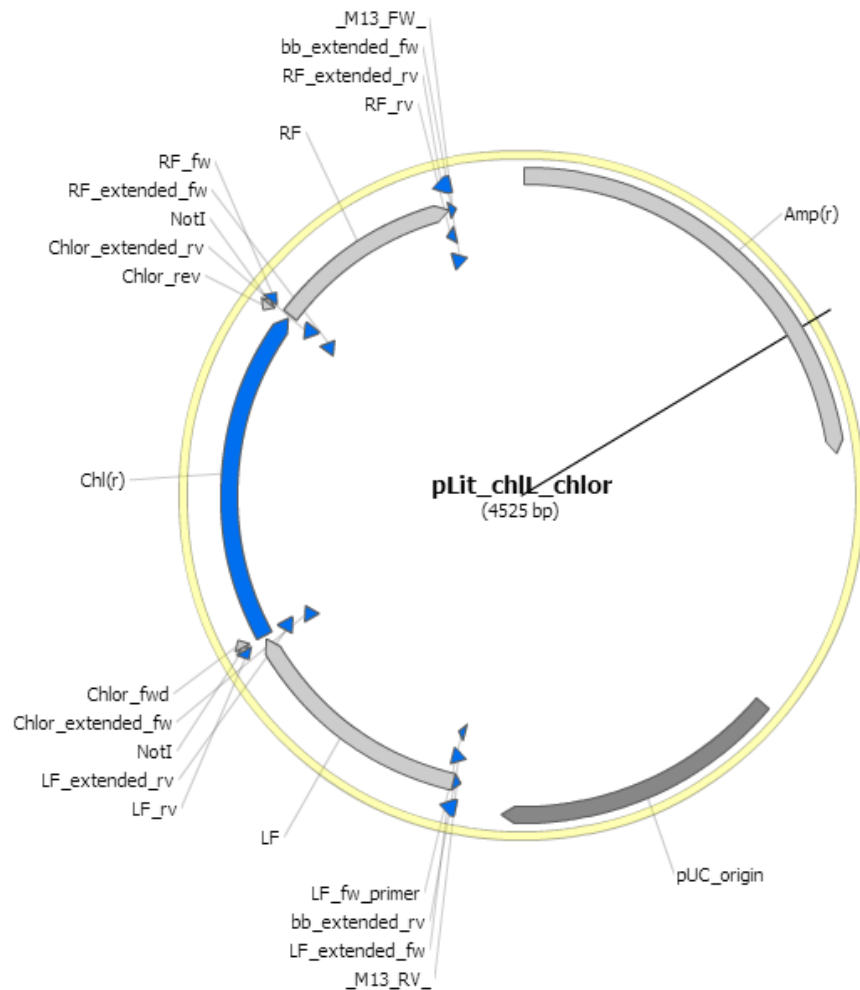 _M13_FW_
bb_extended_fw
RF_extended_rv
RF_rv
RF
RF_fw
RF_extended_fw
NotI
Chlor_extended_rv
Chlor_rev
Amp(r)
Chl(r)
pLit_chlL_chlor
(4525 bp)
Chlor_fwd
Chlor_extended_fw
NotI
LF_extended_rv
LF_rv
LF
pUC_origin
LF_fw_primer
bb_extended_rv
LF_extended_fw
_M13_RV_